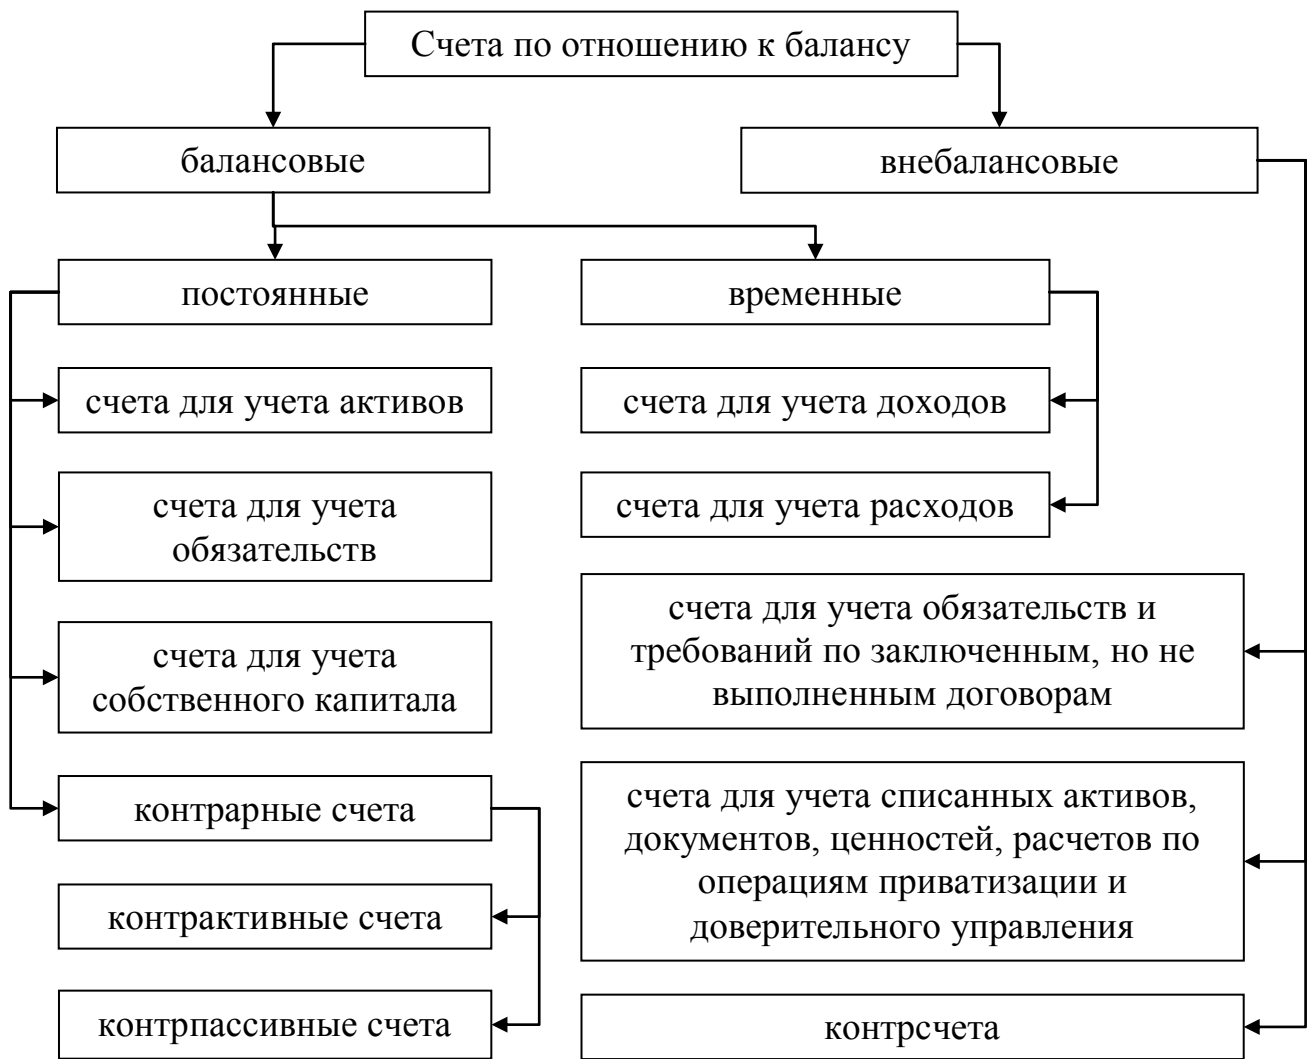 Счета по отношению к балансу
балансовые
внебалансовые
постоянные
временные
счета для учета активов
счета для учета доходов
счета для учета
обязательств
счета для учета расходов
счета для учета обязательств и
требований по заключенным, но не
выполненным договорам
счета для учета
собственного капитала
контрарные счета
счета для учета списанных активов,
документов, ценностей, расчетов по
операциям приватизации и
доверительного управления
контрактивные счета
контрпассивные счета
контрсчета